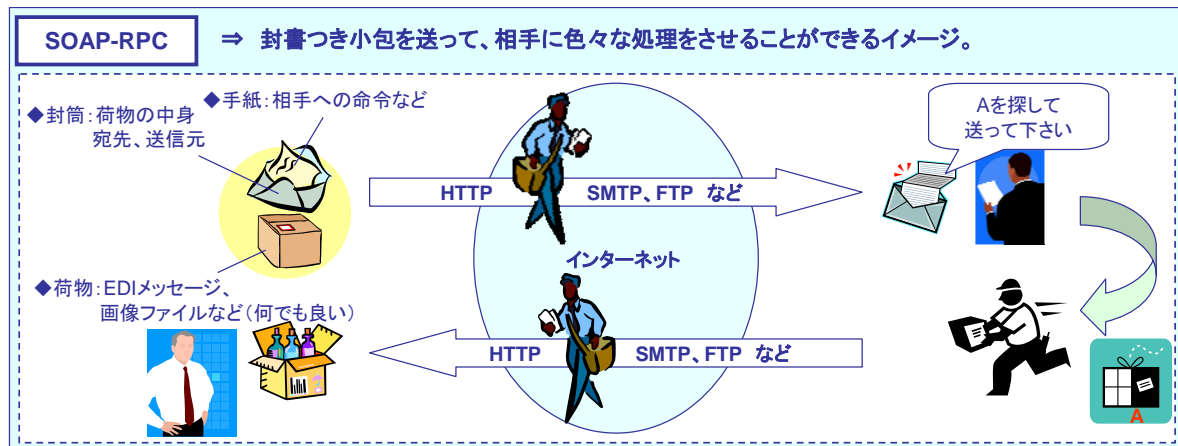 SOAP-RPC ⇒ 封書つき小包を送って、相手に色々な処理をさせることができるイメージ。
◆手紙：相手への命令など
◆封筒：荷物の中身
宛先、送信元
Aを探して
送って下さい
HTTP SMTP、FTP など
インターネット
◆荷物：EDIメッセージ、
画像ファイルなど（何でも良い）
HTTP SMTP、FTP など
A